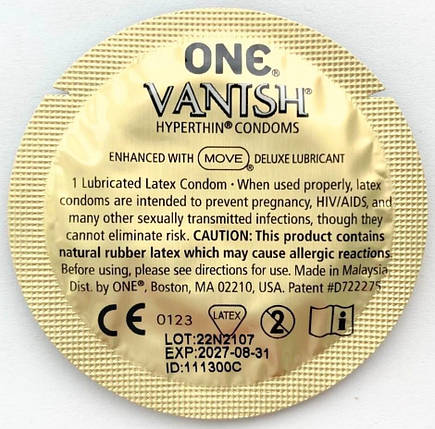 ONE®
VANISH®
HYPERTHIN® CONDOMS
ENHANCED WITH MOVE® DELUXE LUBRICANT
1 Lubricated Latex Condom · When used properly, latex
condoms are intended to prevent pregnancy, HIV/AIDS, and
many other sexually transmitted infections, though they
cannot eliminate risk. CAUTION: This product contains
natural rubber latex which may cause allergic reactions.
Before using, please see directions for use. Made in Malaysia
Dist. by ONE®, Boston, MA 02210, USA. Patent #D722275
CE 0123 LATEX 2 i
LOT:22N2107
EXP:2027-08-31
ID:111300C